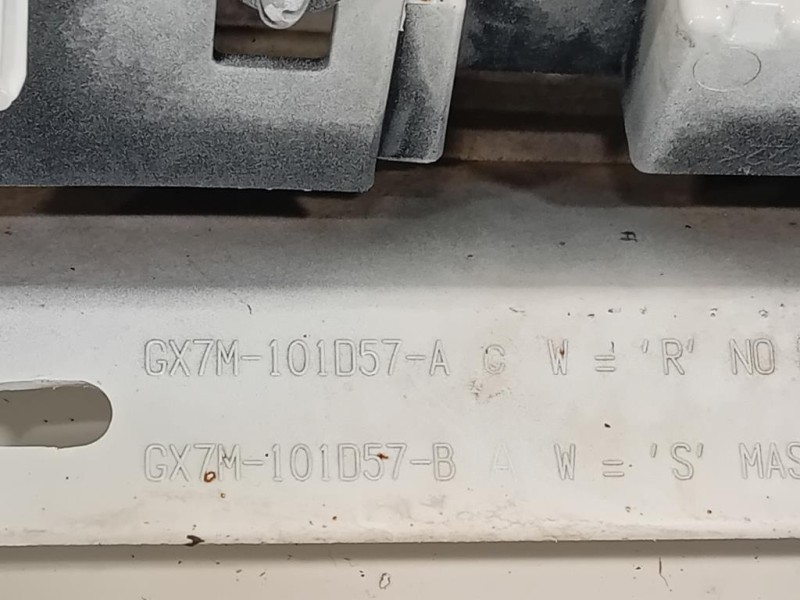 GX7M-101D57-A C W = 'R' NO
GX7M-101D57-B A W = 'S' MAS